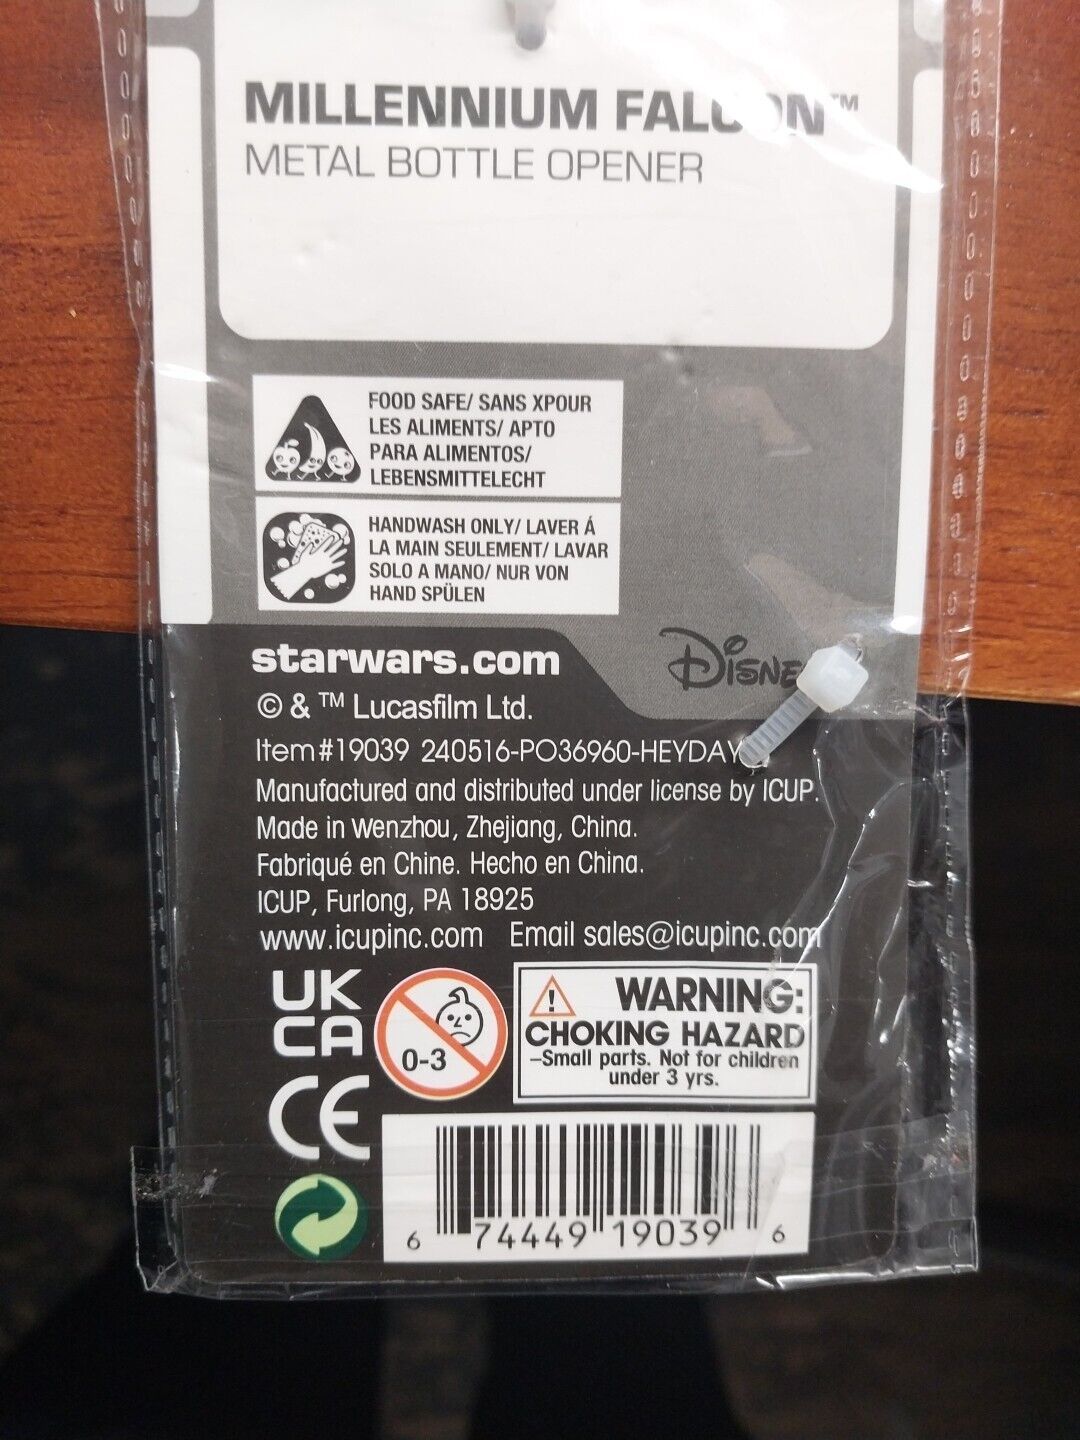 MILLENNIUM FALCON™
METAL BOTTLE OPENER
FOOD SAFE/ SANS XPOUR
LES ALIMENTS/ APTO
PARA ALIMENTOS/
LEBENSMITTELECHT
HANDWASH ONLY/ LAVER Á
LA MAIN SEULEMENT/ LAVAR
SOLO A MANO/ NUR VON
HAND SPÜLEN
starwars.com
DISNEY
© & ™ Lucasfilm Ltd.
Item#19039 240516-PO36960-HEYDAY
Manufactured and distributed under license by ICUP.
Made in Wenzhou, Zhejiang, China.
Fabriqué en Chine. Hecho en China.
ICUP, Furlong, PA 18925
www.icupinc.com Email sales@icupinc.com
UK
CA
0-3
! WARNING:
CHOKING HAZARD
–Small parts. Not for children
under 3 yrs.
CE
6 74449 19039 6